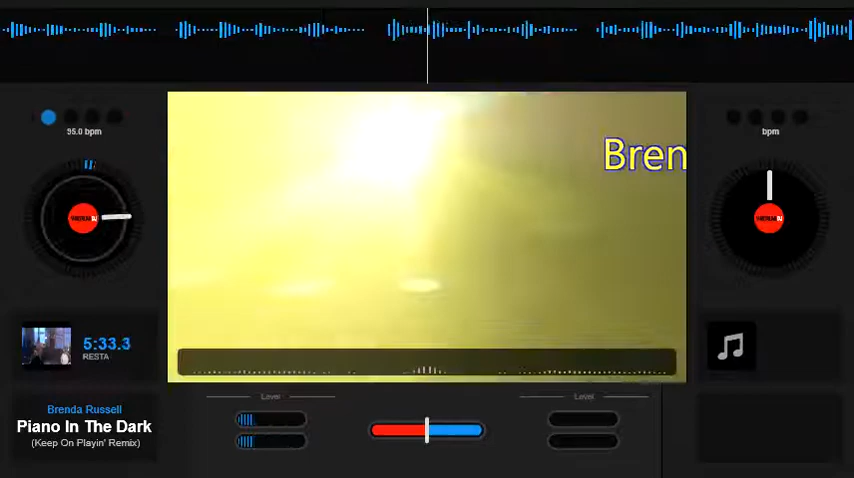 95.0 bpm
bpm
Bren
5:33.3
RESTA
Brenda Russell
Piano In The Dark
(Keep On Playin' Remix)
Level
Level